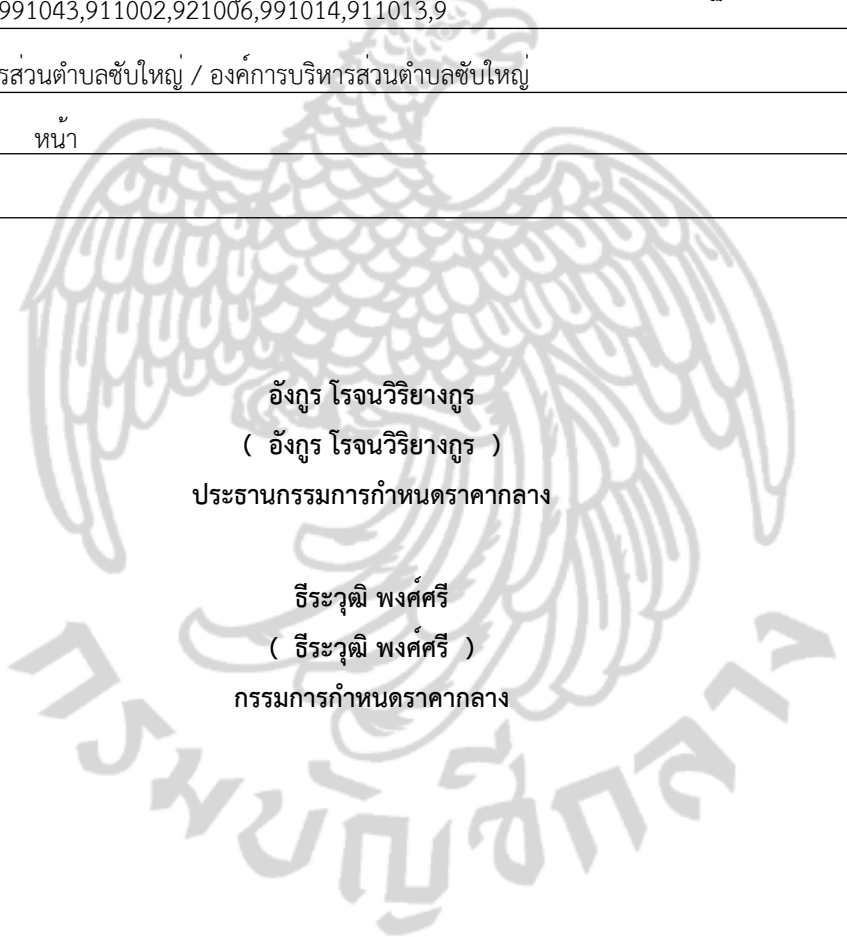 991043,911002,921006,991014,911013,9
รส่วนตำบลซับใหญ่ / องค์การบริหารส่วนตำบลซับใหญ่
หน้า
อังกูร โรจนวิริยางกูร
( อังกูร โรจนวิริยางกูร )
ประธานกรรมการกำหนดราคากลาง
ธีระวุฒิ พงศ์ศรี
( ธีระวุฒิ พงศ์ศรี )
กรรมการกำหนดราคากลาง
กรมบัญชีกลาง